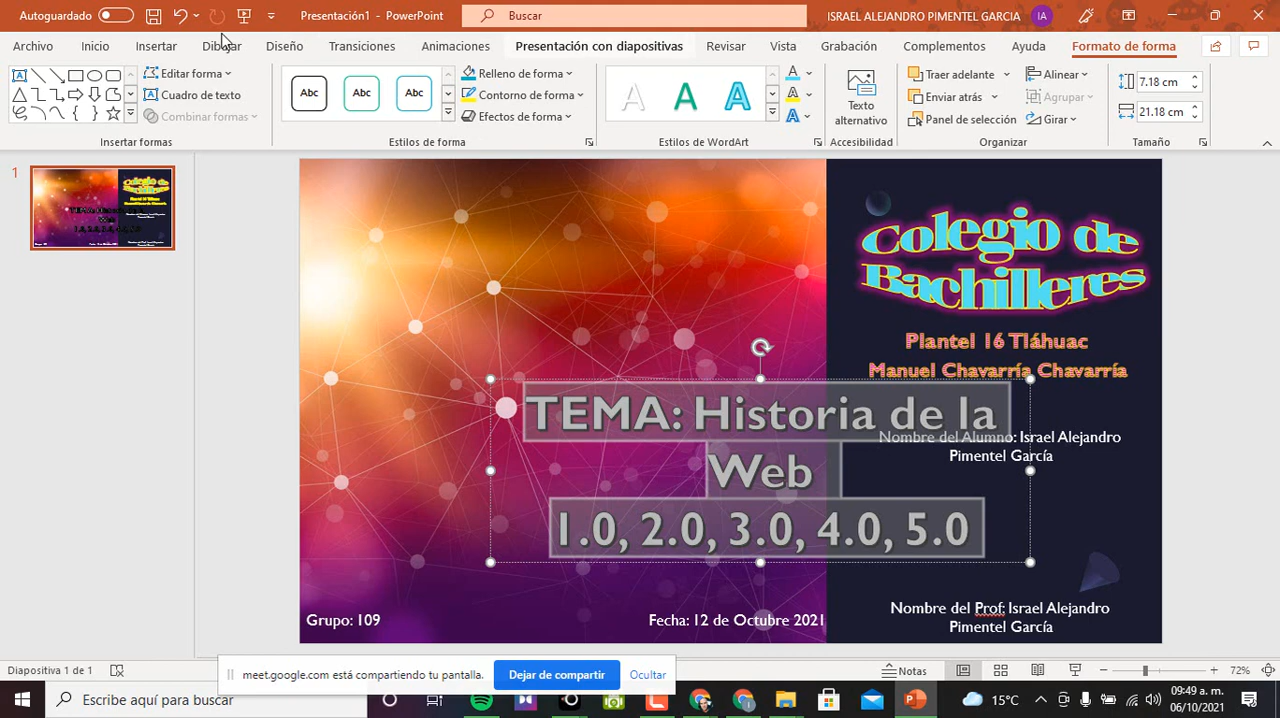 Autoguardado
Presentación1 - PowerPoint
Buscar
ISRAEL ALEJANDRO PIMENTEL GARCIA
IA
Archivo
Inicio
Insertar
Dibujar
Diseño
Transiciones
Animaciones
Presentación con diapositivas
Revisar
Vista
Grabación
Complementos
Ayuda
Formato de forma
Editar forma
Cuadro de texto
Combinar formas
Insertar formas
Abc
Abc
Abc
Relleno de forma
Contorno de forma
Efectos de forma
Estilos de forma
A
A
A
A
A
A
Estilos de WordArt
Texto
alternativo
Accesibilidad
Traer adelante
Enviar atrás
Panel de selección
Alinear
Agrupar
Girar
Organizar
7.18 cm
21.18 cm
Tamaño
1
Colegio de
Bachilleres
Plantel 16 Tláhuac
Manuel Chavarría Chavarría
TEMA: Historia de la
Web
1.0, 2.0, 3.0, 4.0, 5.0
Nombre del Alumno: Israel Alejandro
Pimentel García
Grupo: 109
Fecha: 12 de Octubre 2021
Nombre del Prof: Israel Alejandro
Pimentel García
Diapositiva 1 de 1
meet.google.com está compartiendo tu pantalla.
Dejar de compartir
Ocultar
Notas
72%
Escribe aquí para buscar
15°C
09:49 a. m.
06/10/2021